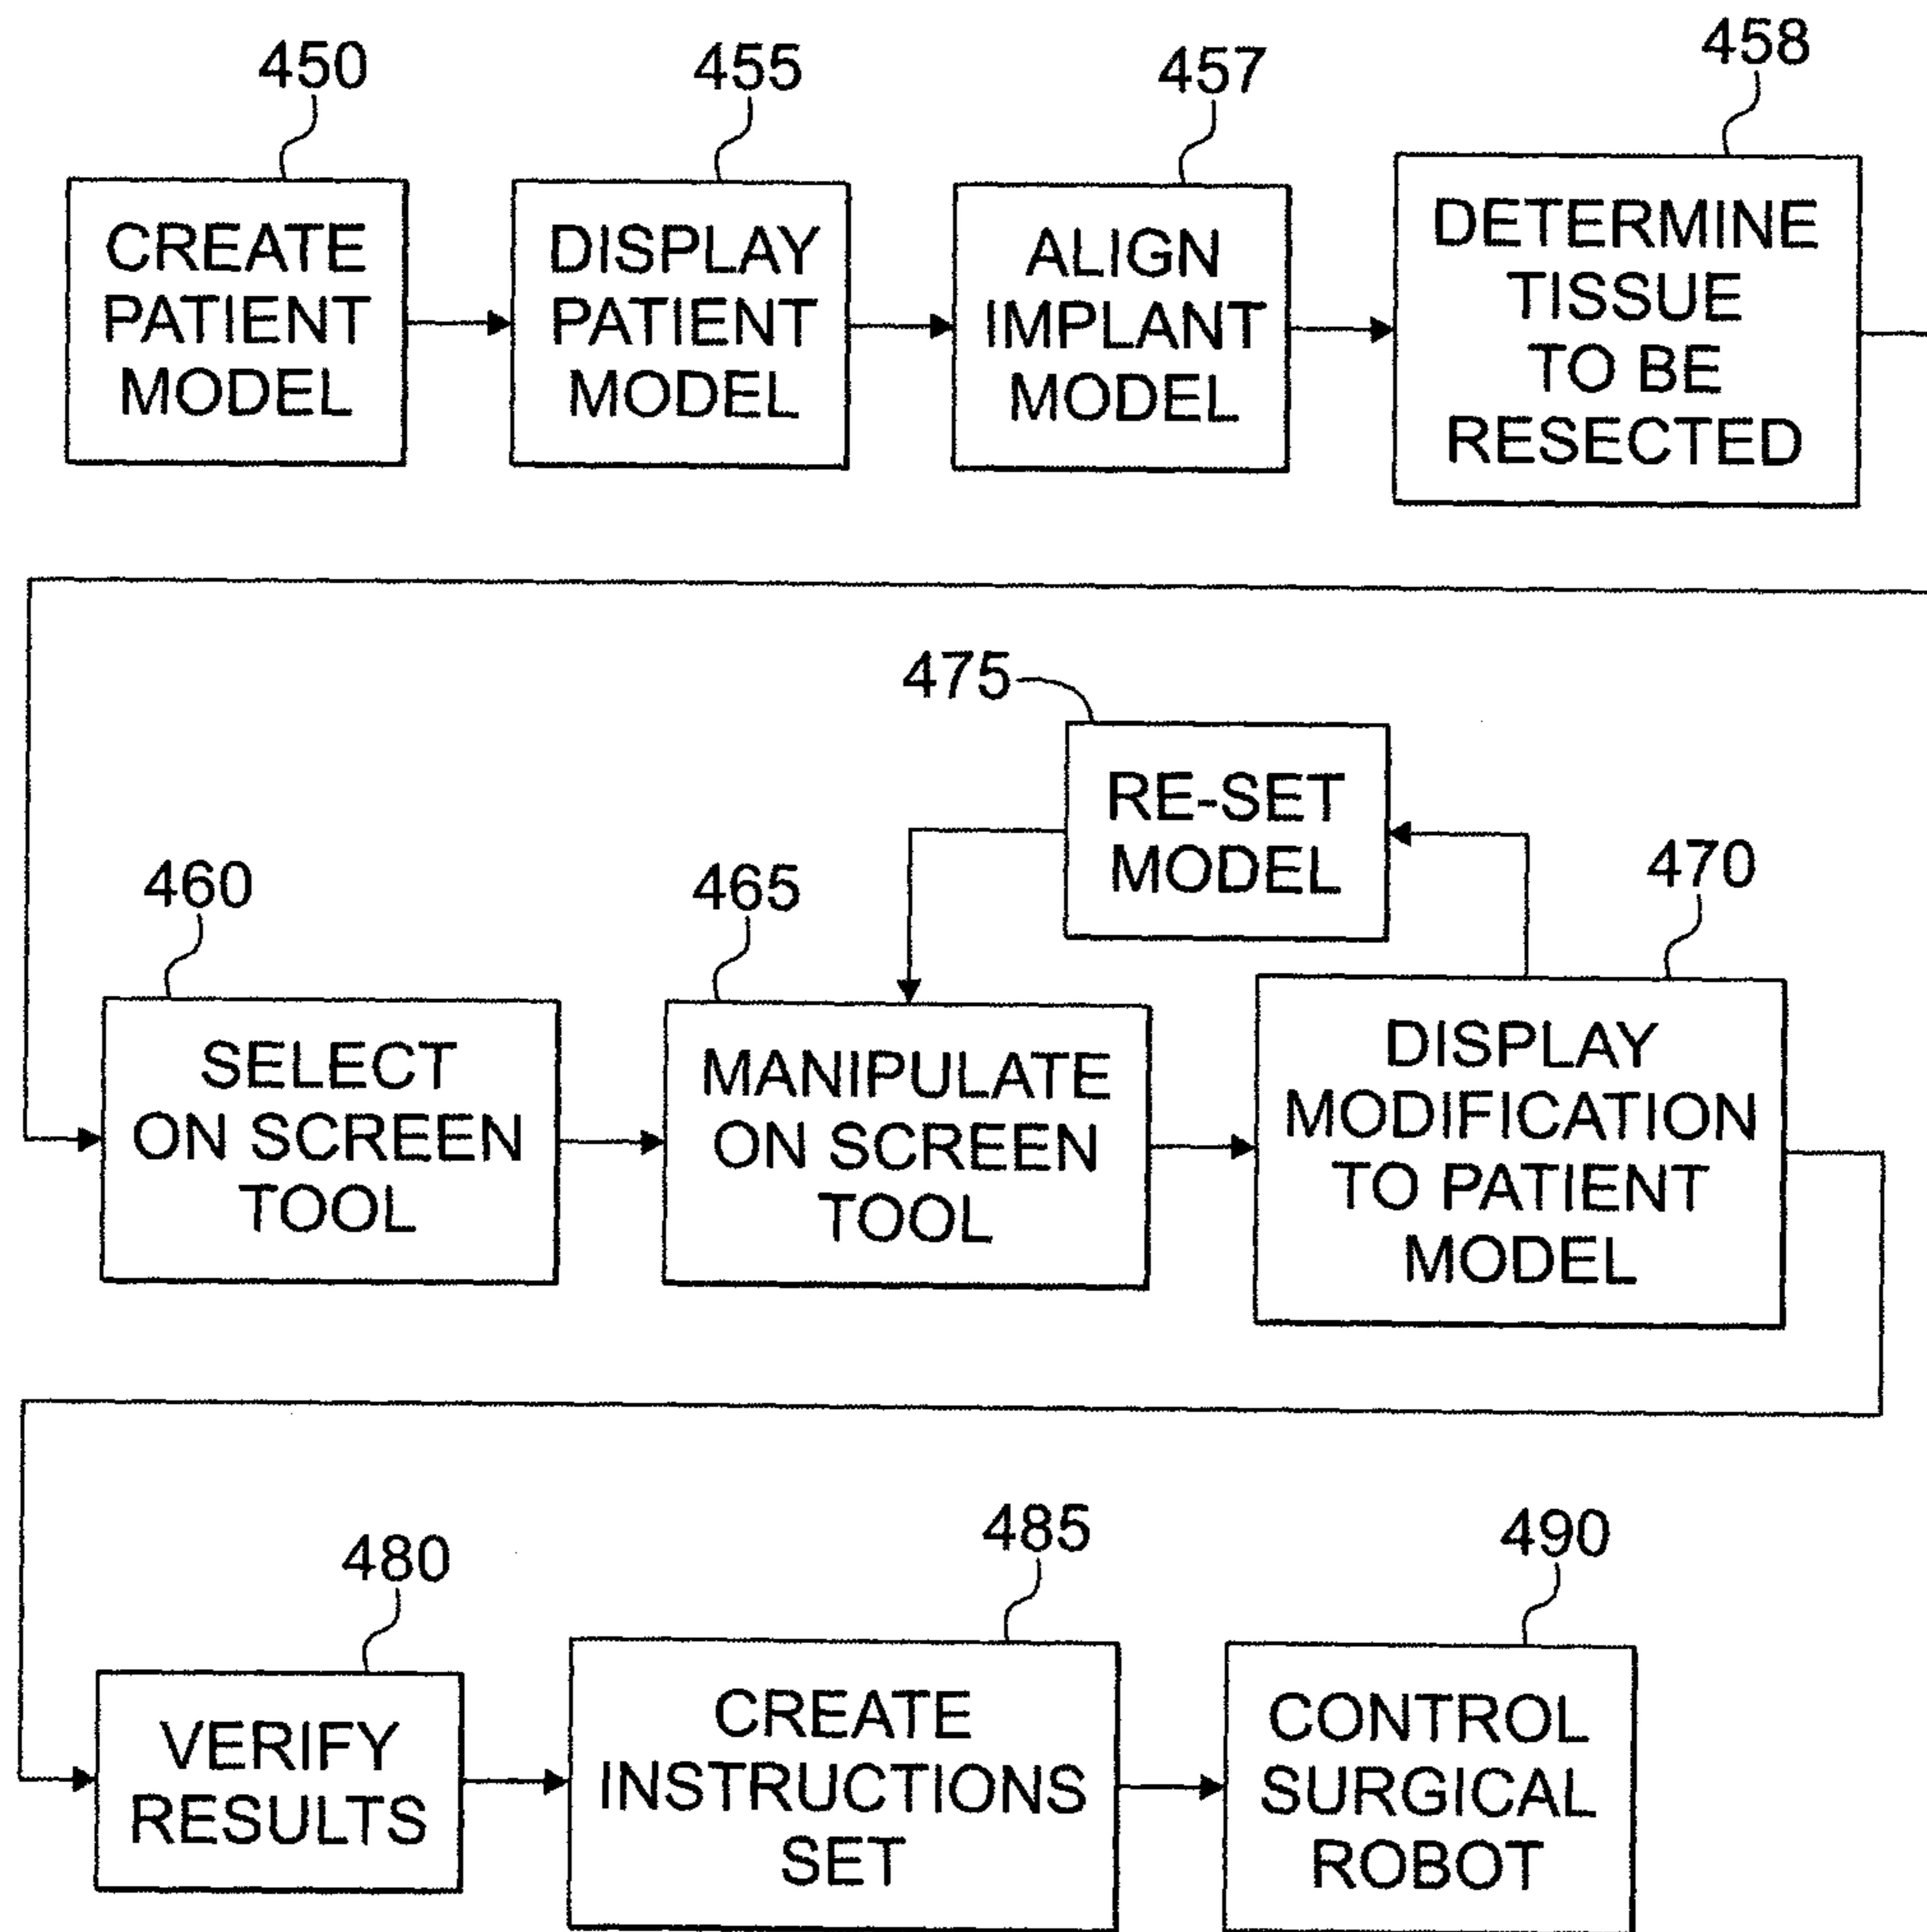 450
CREATE
PATIENT
MODEL
455
DISPLAY
PATIENT
MODEL
457
ALIGN
IMPLANT
MODEL
458
DETERMINE
TISSUE
TO BE
RESECTED
475
RE-SET
MODEL
460
SELECT
ON SCREEN
TOOL
465
MANIPULATE
ON SCREEN
TOOL
470
DISPLAY
MODIFICATION
TO PATIENT
MODEL
480
VERIFY
RESULTS
485
CREATE
INSTRUCTIONS
SET
490
CONTROL
SURGICAL
ROBOT